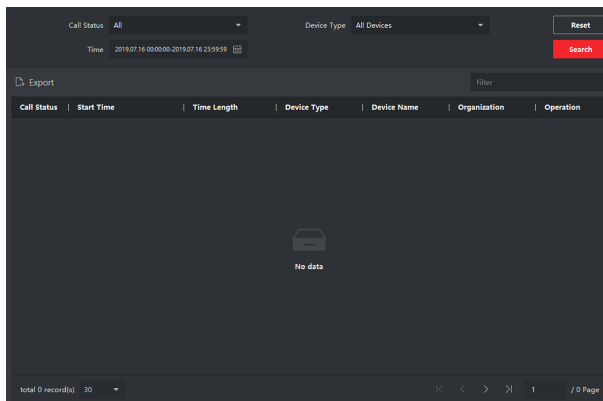 Call Status All Device Type All Devices Reset
Time 2019.07.16 00:00:00-2019.07.16 23:59:59 Search
Export Filter
Call Status | Start Time | Time Length | Device Type | Device Name | Organization | Operation
No data
total 0 record(s) 30 1 / 0 Page